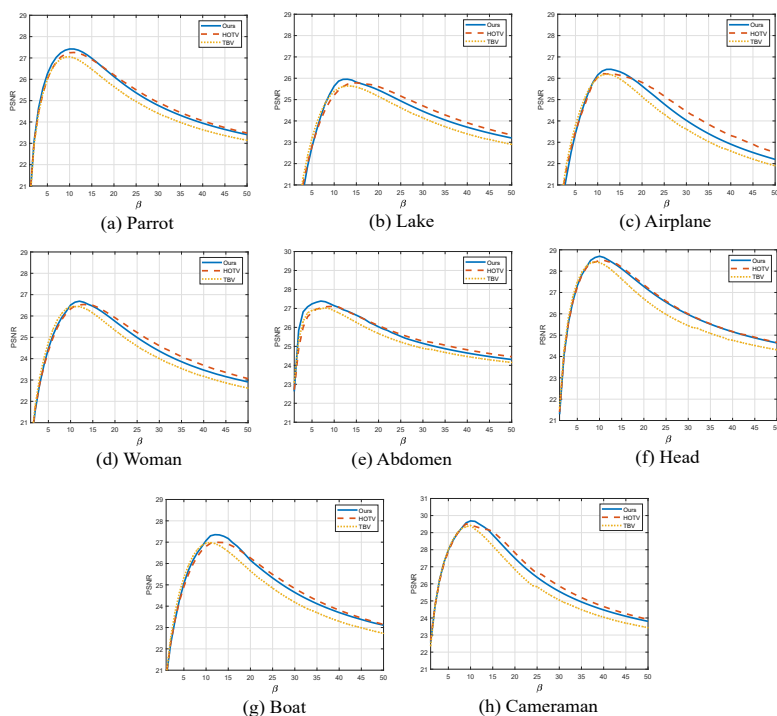 29
28
27
26
25
24
23
22
21
PSNR
Ours
HOTV
TBV
5 10 15 20 25 30 35 40 45 50
β
(a) Parrot
29
28
27
26
25
24
23
22
21
PSNR
Ours
HOTV
TBV
5 10 15 20 25 30 35 40 45 50
β
(b) Lake
29
28
27
26
25
24
23
22
21
PSNR
Ours
HOTV
TBV
5 10 15 20 25 30 35 40 45 50
β
(c) Airplane
29
28
27
26
25
24
23
22
21
PSNR
Ours
HOTV
TBV
5 10 15 20 25 30 35 40 45 50
β
(d) Woman
30
29
28
27
26
25
24
23
22
21
PSNR
Ours
HOTV
TBV
5 10 15 20 25 30 35 40 45 50
β
(e) Abdomen
29
28
27
26
25
24
23
22
21
PSNR
Ours
HOTV
TBV
5 10 15 20 25 30 35 40 45 50
β
(f) Head
29
28
27
26
25
24
23
22
21
PSNR
Ours
HOTV
TBV
5 10 15 20 25 30 35 40 45 50
β
(g) Boat
31
30
29
28
27
26
25
24
23
22
21
PSNR
Ours
HOTV
TBV
5 10 15 20 25 30 35 40 45 50
β
(h) Cameraman